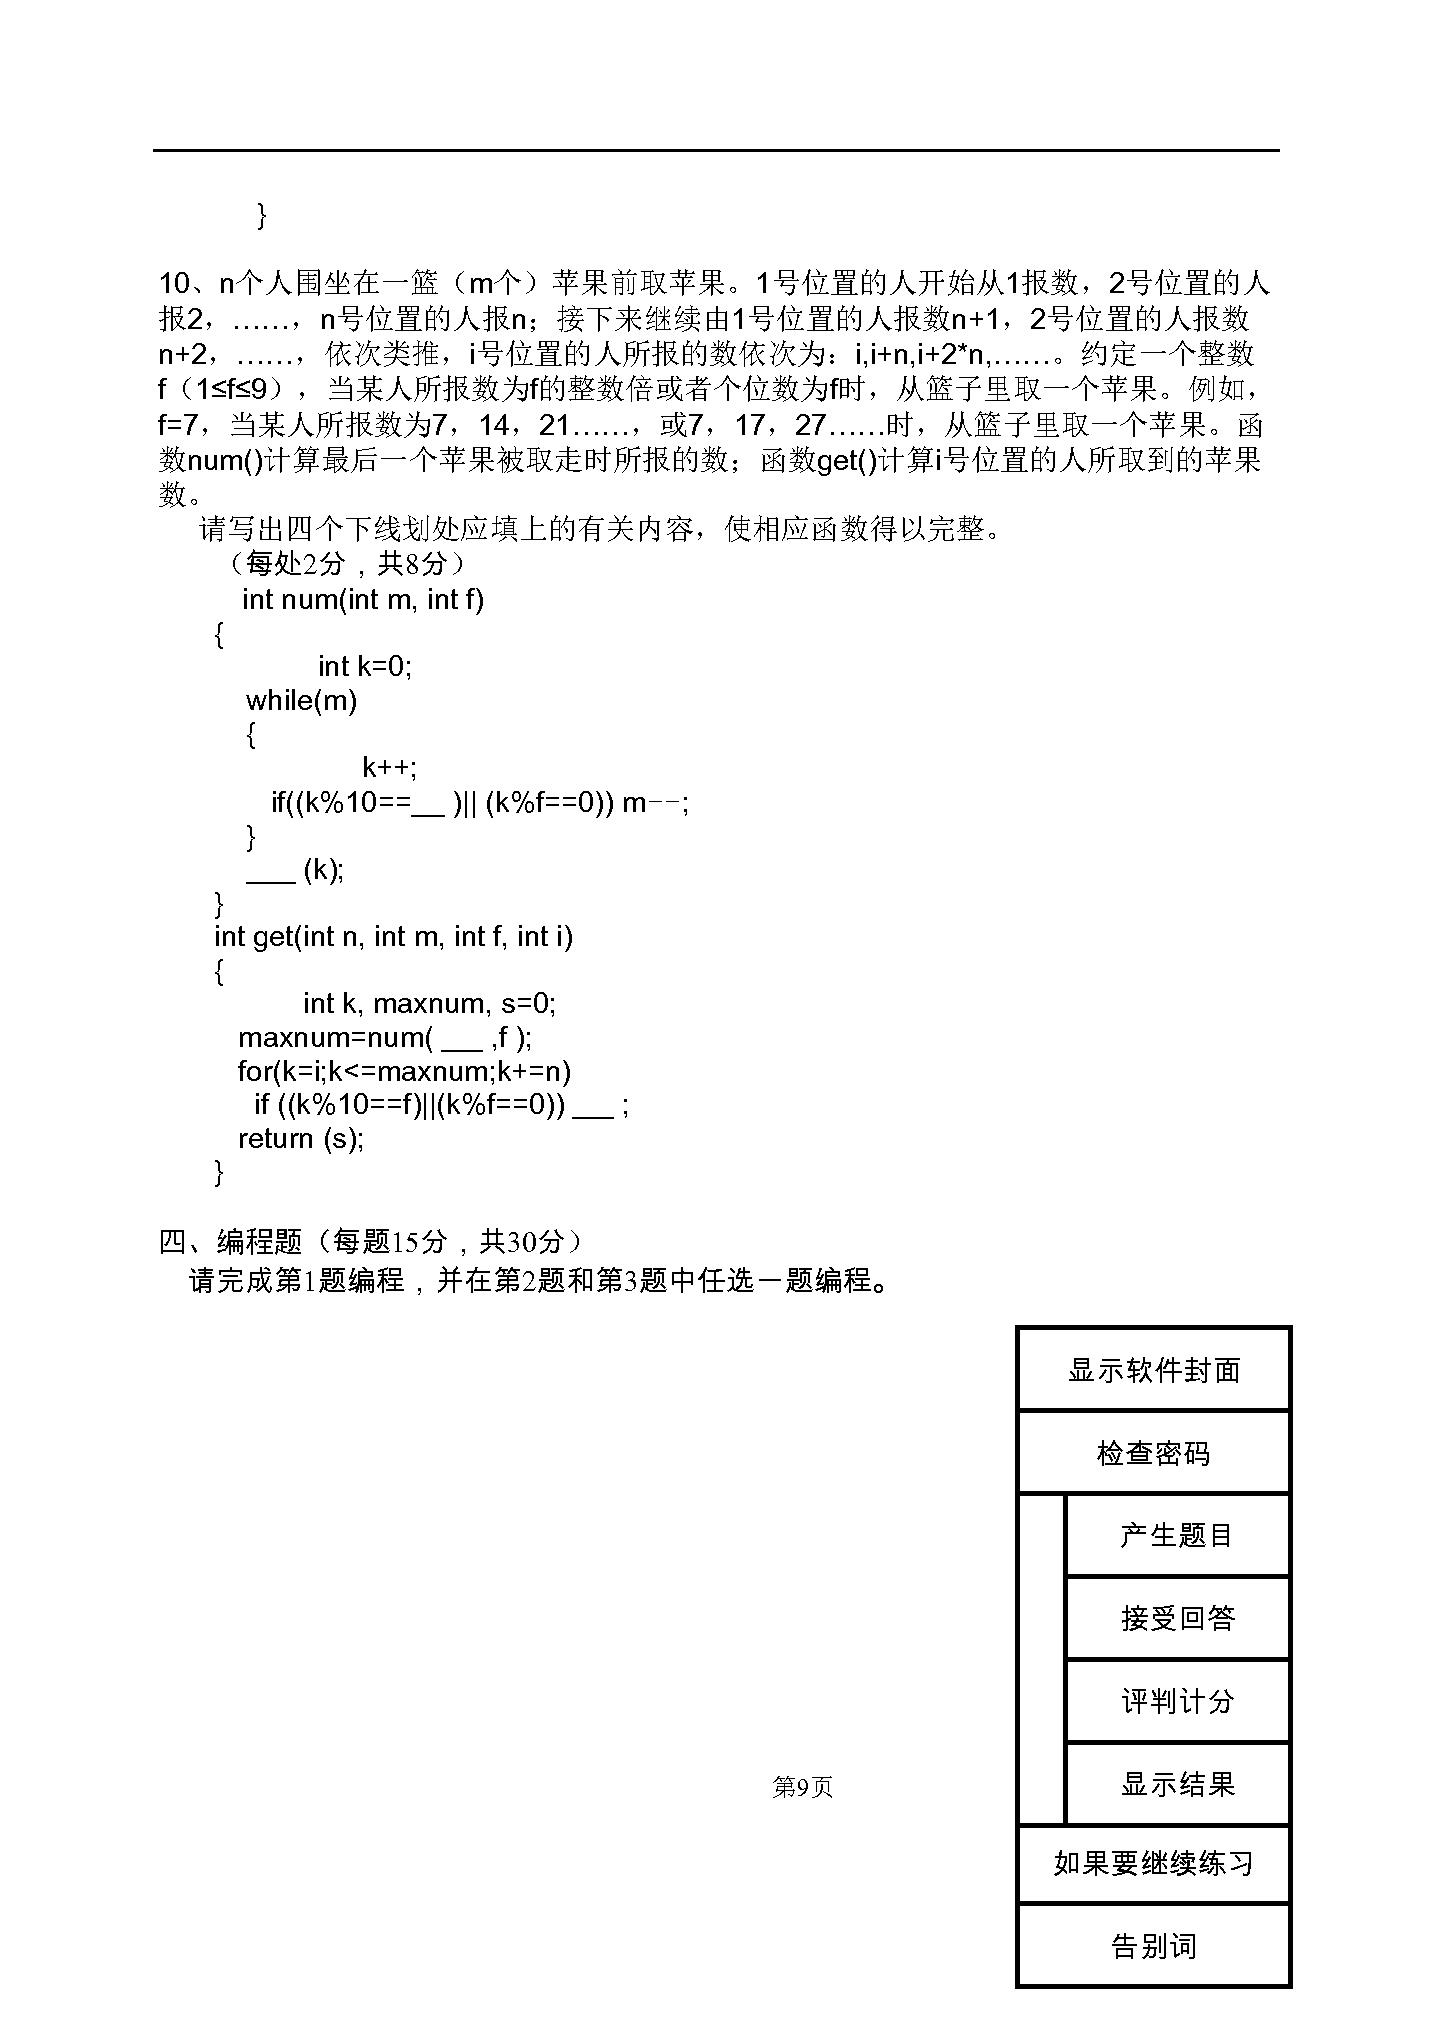 }
10、n个人围坐在一篮（m个）苹果前取苹果。1号位置的人开始从1报数，2号位置的人
报2，……，n号位置的人报n；接下来继续由1号位置的人报数n+1，2号位置的人报数
n+2，……，依次类推，i号位置的人所报的数依次为：i,i+n,i+2*n,……。约定一个整数
f（1≤f≤9），当某人所报数为f的整数倍或者个位数为f时，从篮子里取一个苹果。例如，
f=7，当某人所报数为7，14，21……，或7，17，27……时，从篮子里取一个苹果。函
数num()计算最后一个苹果被取走时所报的数；函数get()计算i号位置的人所取到的苹果
数。
请写出四个下线划处应填上的有关内容，使相应函数得以完整。
（每处2分，共8分）
int num(int m, int f)
{
int k=0;
while(m)
{
k++;
if((k%10==__ )|| (k%f==0)) m--;
}
___ (k);
}
int get(int n, int m, int f, int i)
{
int k, maxnum, s=0;
maxnum=num( ___ ,f );
for(k=i;k<=maxnum;k+=n)
if ((k%10==f)||(k%f==0)) ___ ;
return (s);
}
四、编程题（每题15分，共30分）
请完成第1题编程，并在第2题和第3题中任选一题编程。
显示软件封面
检查密码
产生题目
接受回答
评判计分
显示结果
如果要继续练习
告别词
第9页